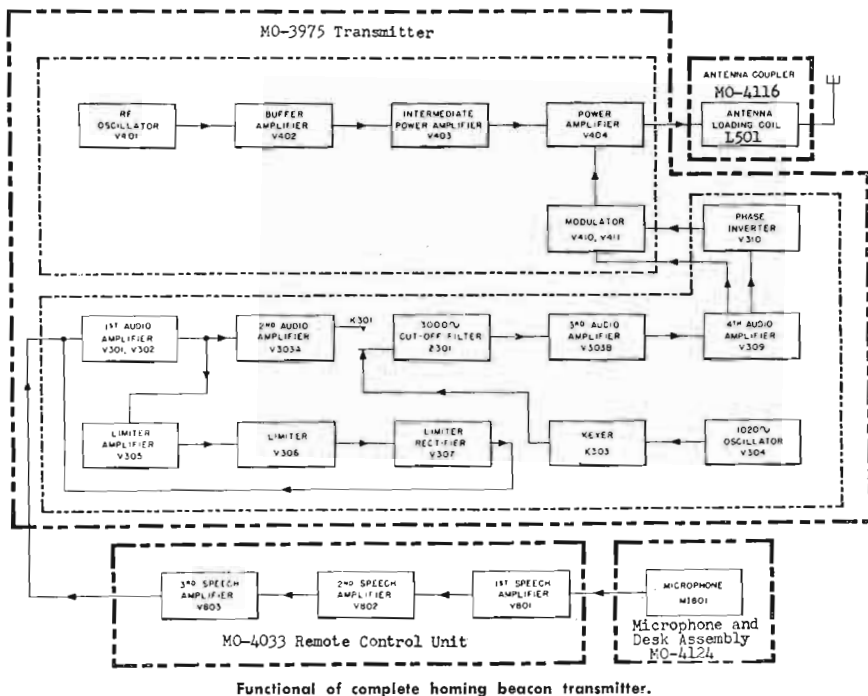 MO-3975 Transmitter
RF
OSCILLATOR
V401
BUFFER
AMPLIFIER
V402
INTERMEDIATE
POWER AMPLIFIER
V403
POWER
AMPLIFIER
V404
ANTENNA COUPLER
MO-4116
ANTENNA
LOADING COIL
L501
MODULATOR
V410, V411
PHASE
INVERTER
V310
1ST AUDIO
AMPLIFIER
V301, V302
2ND AUDIO
AMPLIFIER
V303A
K301
3000~
CUT-OFF FILTER
Z301
3RD AUDIO
AMPLIFIER
V303B
4TH AUDIO
AMPLIFIER
V309
LIMITER
AMPLIFIER
V305
LIMITER
V306
LIMITER
RECTIFIER
V307
KEYER
K303
1020~
OSCILLATOR
V304
3RD SPEECH
AMPLIFIER
V803
2ND SPEECH
AMPLIFIER
V802
1ST SPEECH
AMPLIFIER
V801
MICROPHONE
M1801
MO-4033 Remote Control Unit
Microphone and
Desk Assembly
MO-4124
Functional of complete homing beacon transmitter.